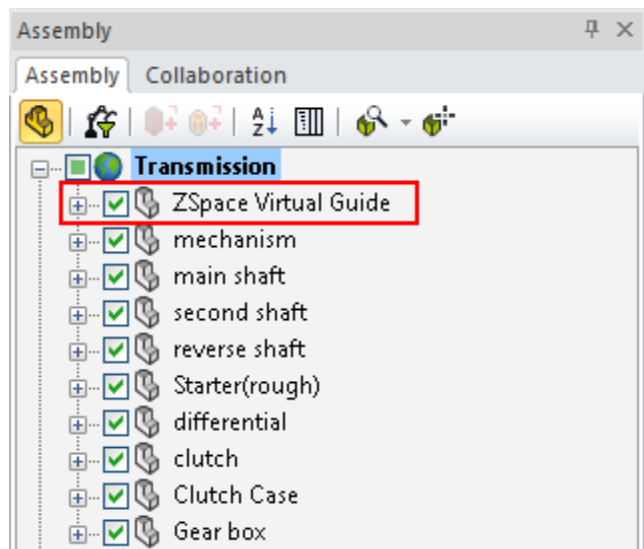 Assembly
Assembly Collaboration
A
Z
Transmission
ZSpace Virtual Guide
mechanism
main shaft
second shaft
reverse shaft
Starter(rough)
differential
clutch
Clutch Case
Gear box